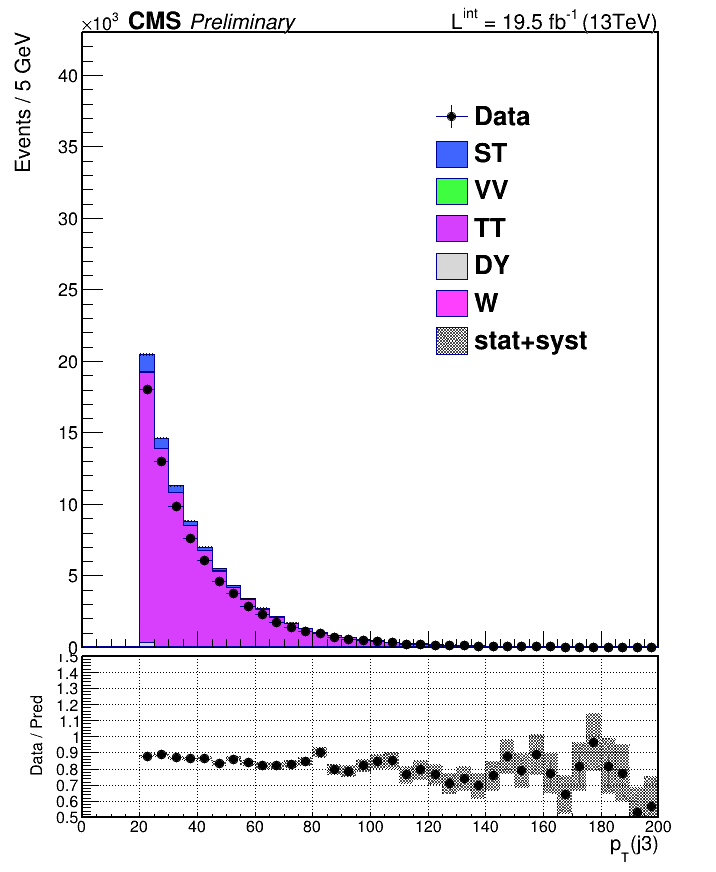 ×10³ CMS Preliminary L^int = 19.5 fb⁻¹ (13TeV)
Events / 5 GeV
40
35
30
25
20
15
10
5
0
Data
ST
VV
TT
DY
W
stat+syst
Data / Pred
1.5
1.4
1.3
1.2
1.1
1
0.9
0.8
0.7
0.6
0.5
0 20 40 60 80 100 120 140 160 180 200
p_T(j3)